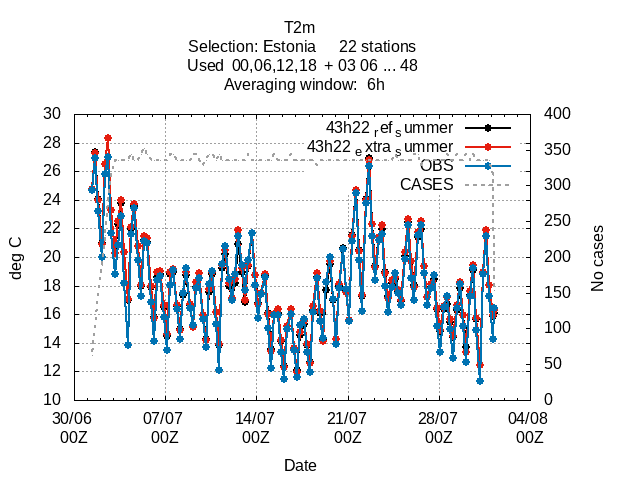 T2m
Selection: Estonia 22 stations
Used 00,06,12,18 + 03 06 ... 48
Averaging window: 6h
30 400
43h22 ref summer
28 350
43h22 extra summer
OBS
26 CASES 300
24 250
22
20 200
18 150
16
14 100
12 50
10 0
deg C
No cases
30/06 07/07 14/07 21/07 28/07 04/08
00Z 00Z 00Z 00Z 00Z 00Z
Date